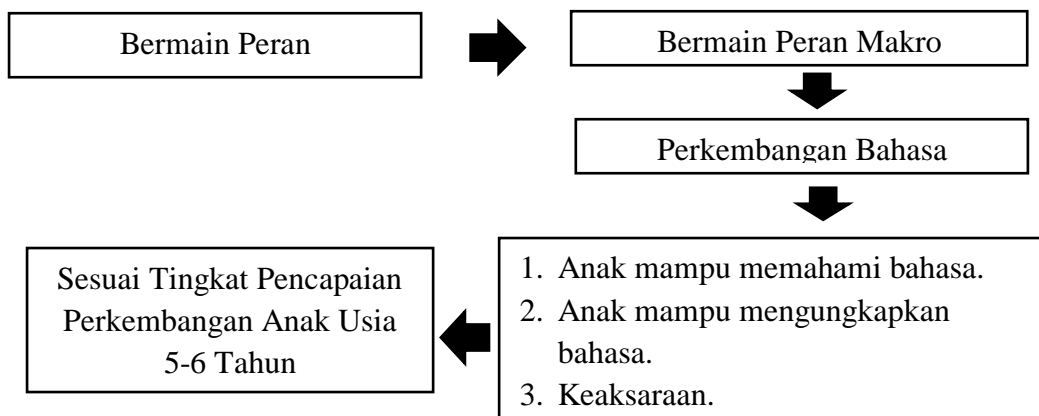 Bermain Peran
Bermain Peran Makro
Perkembangan Bahasa
1. Anak mampu memahami bahasa.
2. Anak mampu mengungkapkan
bahasa.
3. Keaksaraan.
Sesuai Tingkat Pencapaian
Perkembangan Anak Usia
5-6 Tahun